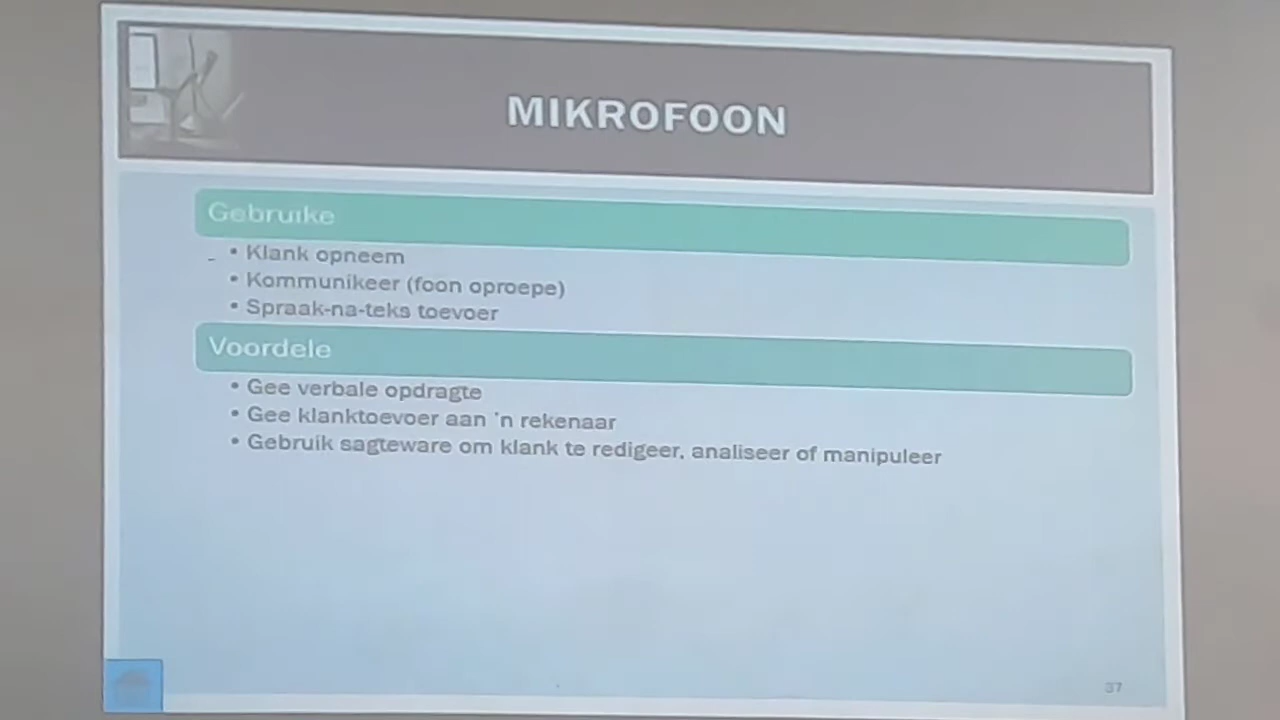 MIKROFOON
Gebruike
• Klank opneem
• Kommunikeer (foon oproepe)
• Spraak-na-teks toevoer
Voordele
• Gee verbale opdragte
• Gee klanktoevoer aan 'n rekenaar
• Gebruik sagteware om klank te redigeer, analiseer of manipuleer
37